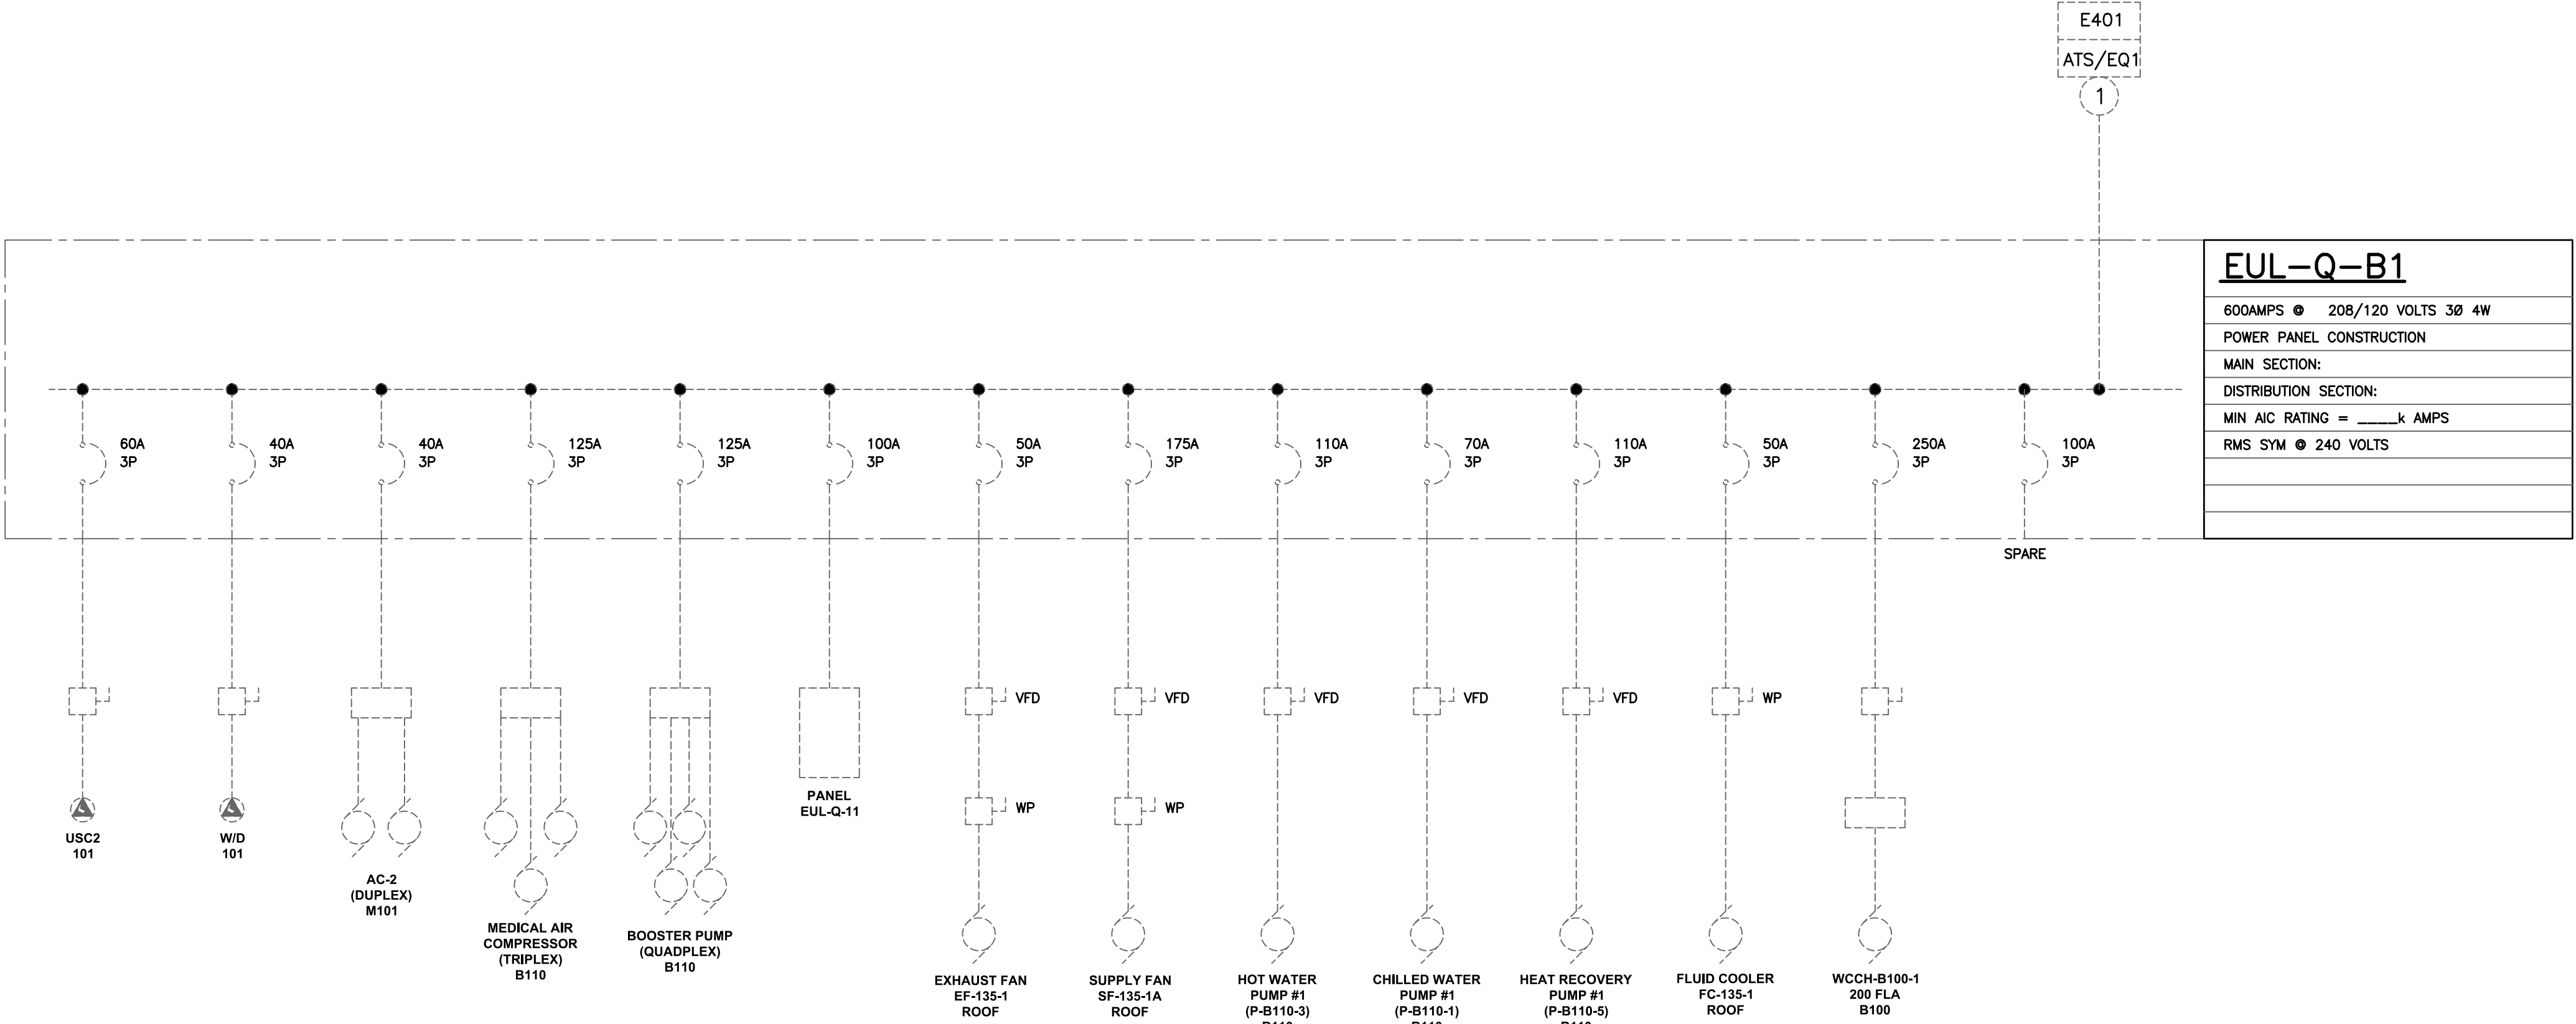 E401
ATS/EQ1
1
EUL-Q-B1
600AMPS @ 208/120 VOLTS 3Ø 4W
POWER PANEL CONSTRUCTION
MAIN SECTION:
DISTRIBUTION SECTION:
MIN AIC RATING = ____k AMPS
RMS SYM @ 240 VOLTS
60A
3P
40A
3P
40A
3P
125A
3P
125A
3P
100A
3P
50A
3P
175A
3P
110A
3P
70A
3P
110A
3P
50A
3P
250A
3P
100A
3P
SPARE
VFD
VFD
VFD
VFD
VFD
WP
WP
WP
USC2
101
W/D
101
AC-2
(DUPLEX)
M101
MEDICAL AIR
COMPRESSOR
(TRIPLEX)
B110
BOOSTER PUMP
(QUADPLEX)
B110
PANEL
EUL-Q-11
EXHAUST FAN
EF-135-1
ROOF
SUPPLY FAN
SF-135-1A
ROOF
HOT WATER
PUMP #1
(P-B110-3)
CHILLED WATER
PUMP #1
(P-B110-1)
HEAT RECOVERY
PUMP #1
(P-B110-5)
FLUID COOLER
FC-135-1
ROOF
WCCH-B100-1
200 FLA
B100